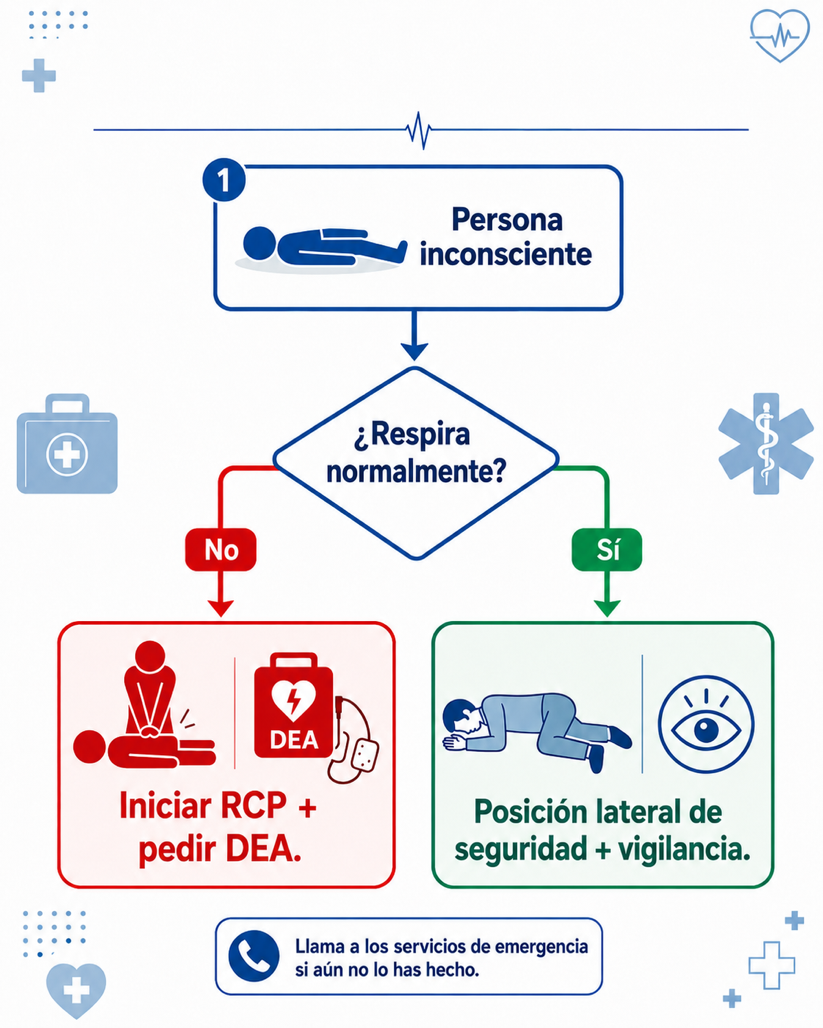 1
Persona
inconsciente
¿Respira
normalmente?
No
Sí
DEA
Iniciar RCP +
pedir DEA.
Posición lateral de
seguridad + vigilancia.
Llama a los servicios de emergencia
si aún no lo has hecho.